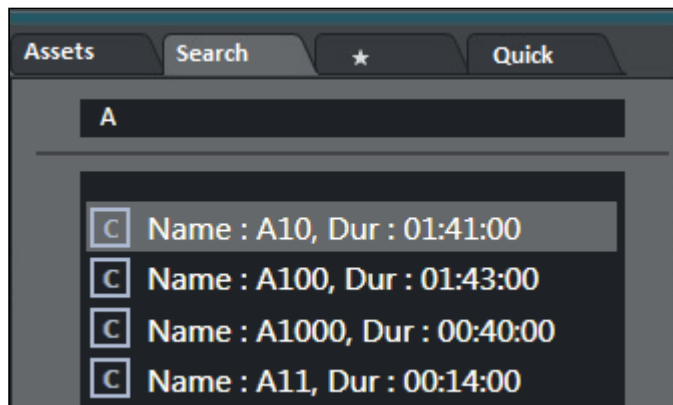 Assets Search ★ Quick
A
C Name : A10, Dur : 01:41:00
C Name : A100, Dur : 01:43:00
C Name : A1000, Dur : 00:40:00
C Name : A11, Dur : 00:14:00